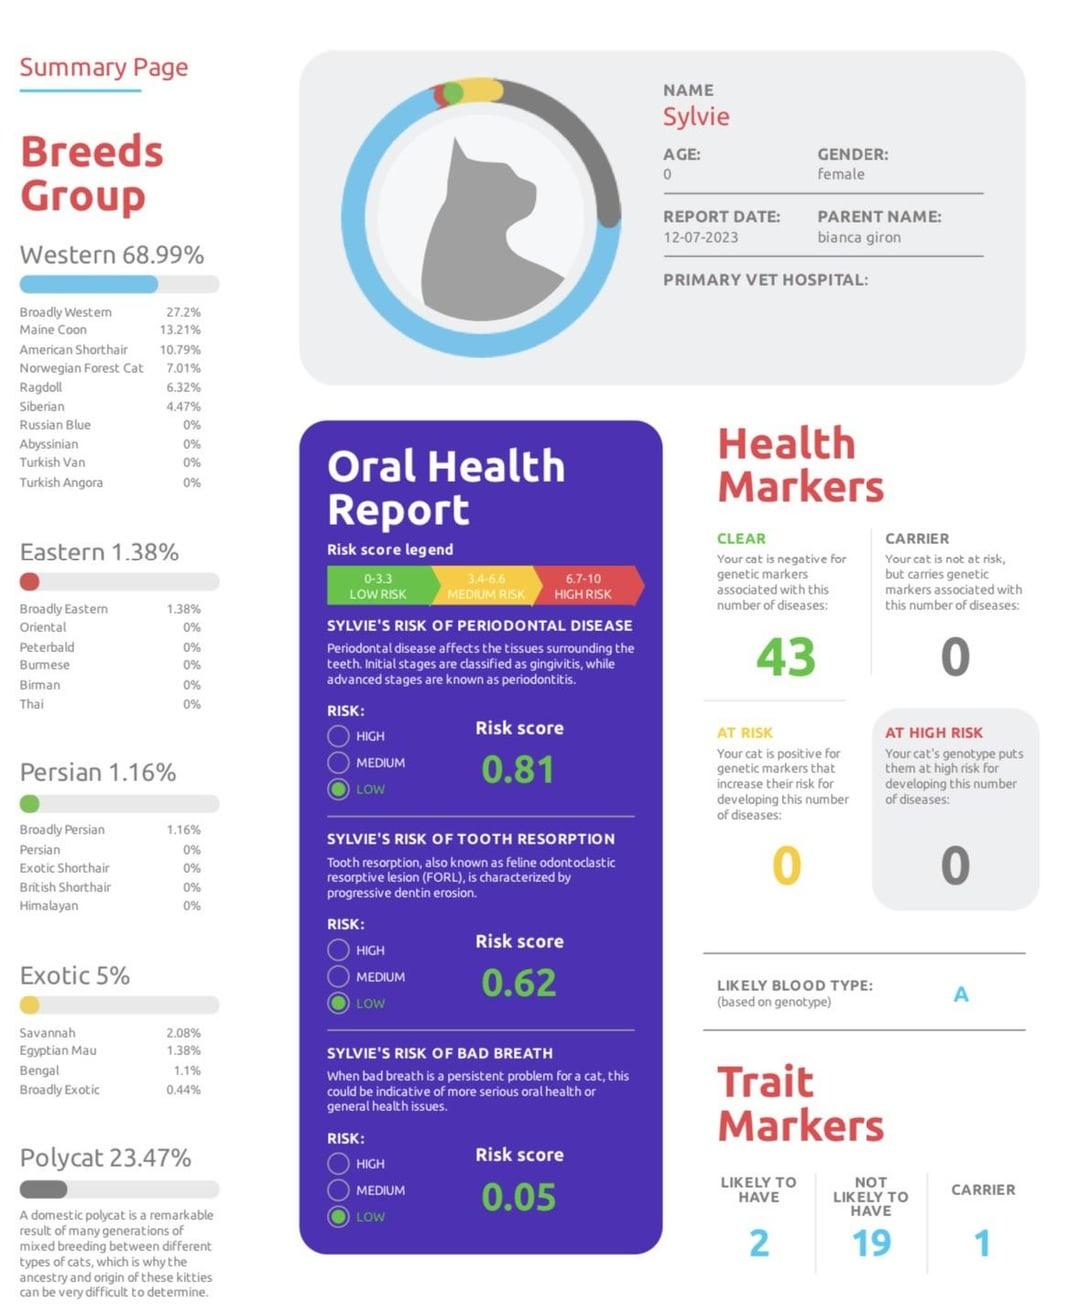 Summary Page
Breeds
Group
Western 68.99%
Broadly Western 27.2%
Maine Coon 13.21%
American Shorthair 10.79%
Norwegian Forest Cat 7.01%
Ragdoll 6.32%
Siberian 4.47%
Russian Blue 0%
Abyssinian 0%
Turkish Van 0%
Turkish Angora 0%
Eastern 1.38%
Broadly Eastern 1.38%
Oriental 0%
Peterbald 0%
Burmese 0%
Birman 0%
Thai 0%
Persian 1.16%
Broadly Persian 1.16%
Persian 0%
Exotic Shorthair 0%
British Shorthair 0%
Himalayan 0%
Exotic 5%
Savannah 2.08%
Egyptian Mau 1.38%
Bengal 1.1%
Broadly Exotic 0.44%
Polycat 23.47%
A domestic polycat is a remarkable
result of many generations of
mixed breeding between different
types of cats, which is why the
ancestry and origin of these kitties
can be very difficult to determine.
NAME
Sylvie
AGE: GENDER:
0 female
REPORT DATE: PARENT NAME:
12-07-2023 bianca giron
PRIMARY VET HOSPITAL:
Oral Health
Report
Risk score legend
0-3.3 3.4-6.6 6.7-10
LOW RISK MEDIUM RISK HIGH RISK
SYLVIE'S RISK OF PERIODONTAL DISEASE
Periodontal disease affects the tissues surrounding the
teeth. Initial stages are classified as gingivitis, while
advanced stages are known as periodontitis.
RISK:
HIGH
MEDIUM
LOW
Risk score
0.81
SYLVIE'S RISK OF TOOTH RESORPTION
Tooth resorption, also known as feline odontoclastic
resorptive lesion (FORL), is characterized by
progressive dentin erosion.
RISK:
HIGH
MEDIUM
LOW
Risk score
0.62
SYLVIE'S RISK OF BAD BREATH
When bad breath is a persistent problem for a cat, this
could be indicative of more serious oral health or
general health issues.
RISK:
HIGH
MEDIUM
LOW
Risk score
0.05
Health
Markers
CLEAR
Your cat is negative for
genetic markers
associated with this
number of diseases:
43
CARRIER
Your cat is not at risk,
but carries genetic
markers associated with
this number of diseases:
0
AT RISK
Your cat is positive for
genetic markers that
increase their risk for
developing this number
of diseases:
0
AT HIGH RISK
Your cat's genotype puts
them at high risk for
developing this number
of diseases:
0
LIKELY BLOOD TYPE:
(based on genotype)
A
Trait
Markers
LIKELY TO
HAVE
2
NOT
LIKELY TO
HAVE
19
CARRIER
1